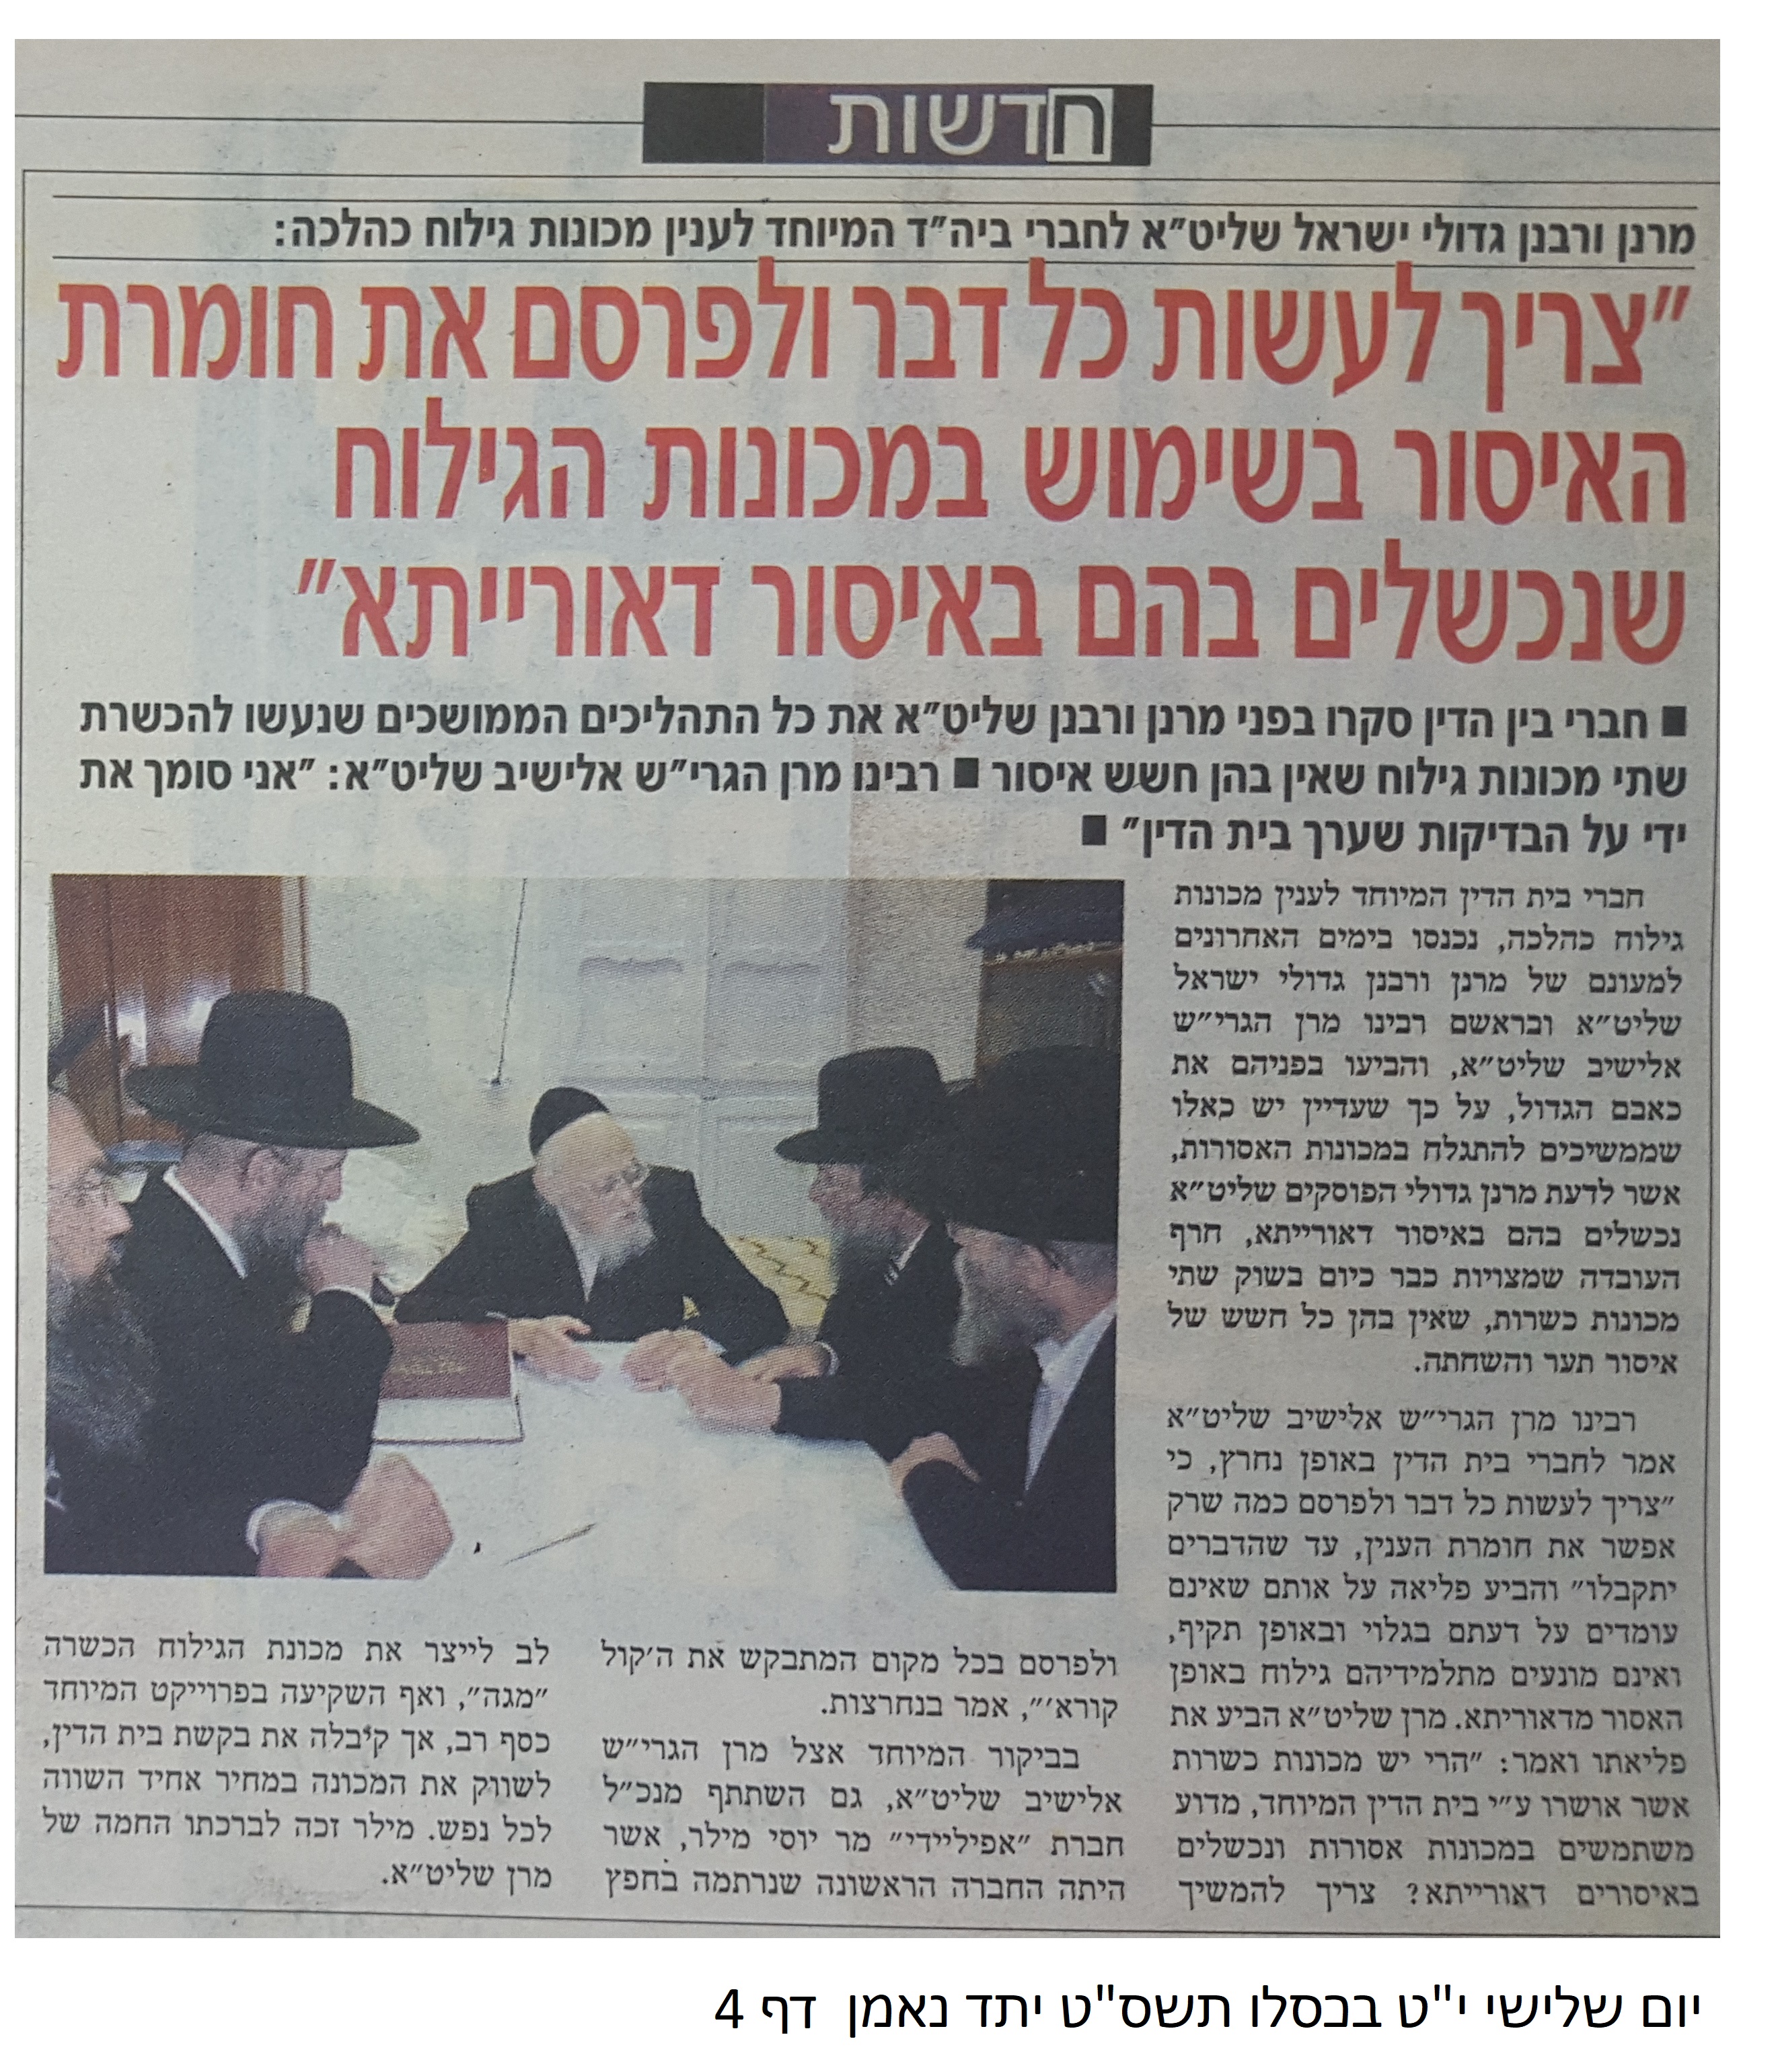 חדשות
מרנן ורבנן גדולי ישראל שליט"א לחברי ביה"ד המיוחד לענין מכונות גילוח כהלכה:
"צריך לעשות כל דבר ולפרסם את חומרת
האיסור בשימוש במכונות הגילוח
שנכשלים בהם באיסור דאורייתא"
■ חברי בין הדין סקרו בפני מרנן ורבנן שליט"א את כל התהליכים הממושכים שנעשו להכשרת
שתי מכונות גילוח שאין בהן חשש איסור ■ רבינו מרן הגרי"ש אלישיב שליט"א: "אני סומך את
ידי על הבדיקות שערך בית הדין" ■
חברי בית הדין המיוחד לענין מכונות
גילוח כהלכה, נכנסו בימים האחרונים
למעונם של מרנן ורבנן גדולי ישראל
שליט"א ובראשם רבינו מרן הגרי"ש
אלישיב שליט"א, והביעו בפניהם את
כאבם הגדול, על כך שעדיין יש כאלו
שממשיכים להתגלח במכונות האסורות,
אשר לדעת מרנן גדולי הפוסקים שליט"א
נכשלים בהם באיסור דאורייתא, חרף
העובדה שמצויות כבר כיום בשוק שתי
מכונות כשרות, שאין בהן כל חשש של
איסור תער והשחתה.
רבינו מרן הגרי"ש אלישיב שליט"א
אמר לחברי בית הדין באופן נחרץ, כי
"צריך לעשות כל דבר ולפרסם כמה שרק
אפשר את חומרת הענין, עד שהדברים
יתקבלו" והביע פליאה על אותם שאינם
עומדים על דעתם בגלוי ובאופן תקיף,
ואינם מונעים מתלמידיהם גילוח באופן
האסור מדאוריתא. מרן שליט"א הביע את
פליאתו ואמר: "הרי יש מכונות כשרות
אשר אושרו ע"י בית הדין המיוחד, מדוע
משתמשים במכונות אסורות ונכשלים
באיסורים דאורייתא? צריך להמשיך
ולפרסם בכל מקום המתבקש את ה'קול
קורא'", אמר בנחרצות.
בביקור המיוחד אצל מרן הגרי"ש
אלישיב שליט"א, גם השתתף מנכ"ל
חברת "אפיליידי" מר יוסי מילר, אשר
היתה החברה הראשונה שנרתמה בחפץ
לב לייצר את מכונת הגילוח הכשרה
"מגה", ואף השקיעה בפרוייקט המיוחד
כסף רב, אך קיבלה את בקשת בית הדין,
לשווק את המכונה במחיר אחיד השווה
לכל נפש. מילר זכה לברכתו החמה של
מרן שליט"א.
יום שלישי י"ט בכסלו תשס"ט יתד נאמן דף 4